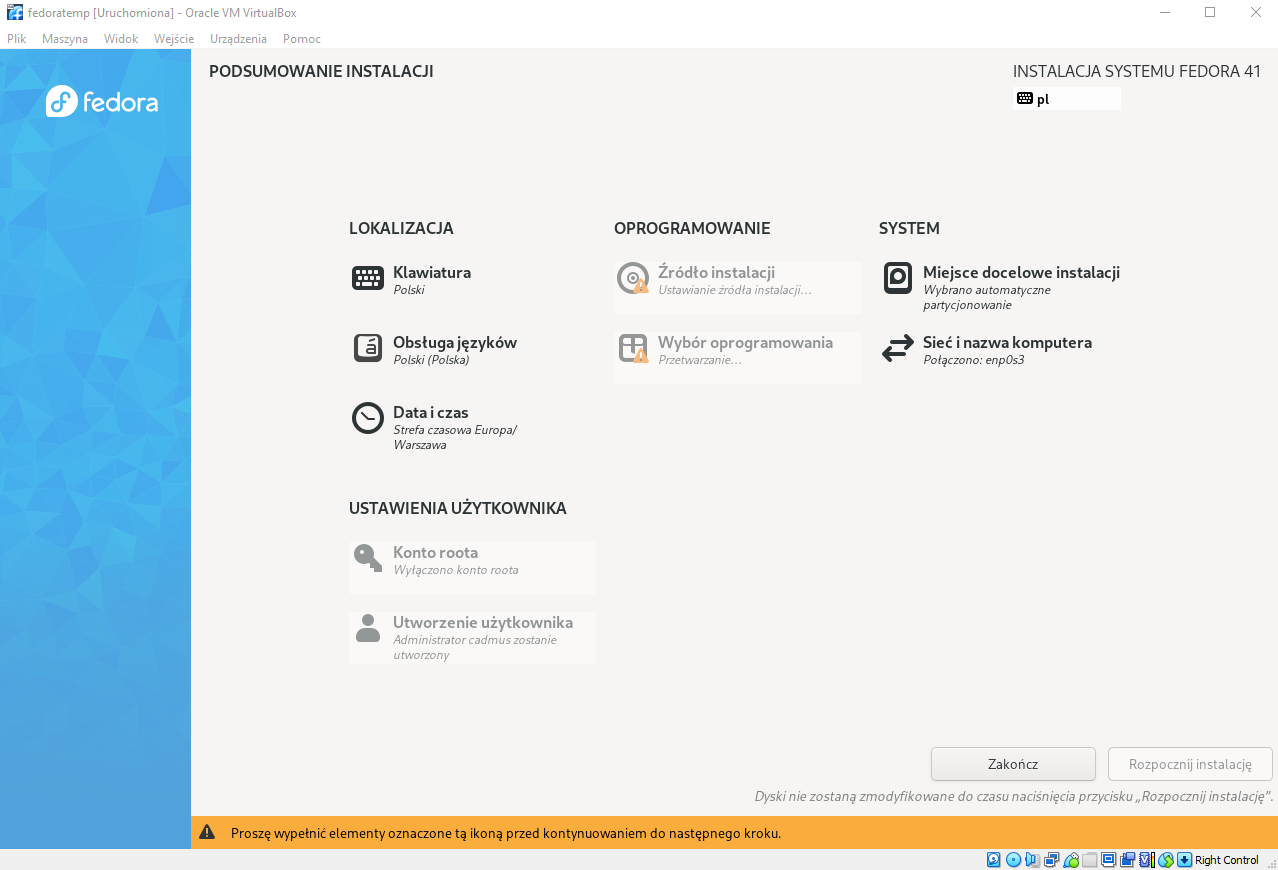 fedoratemp [Uruchomiona] - Oracle VM VirtualBox
Plik Maszyna Widok Wejście Urządzenia Pomoc
fedora
PODSUMOWANIE INSTALACJI
INSTALACJA SYSTEMU FEDORA 41
pl
LOKALIZACJA
Klawiatura
Polski
Obsługa języków
Polski (Polska)
Data i czas
Strefa czasowa Europa/
Warszawa
OPROGRAMOWANIE
Źródło instalacji
Ustawianie źródła instalacji…
Wybór oprogramowania
Przetwarzanie…
SYSTEM
Miejsce docelowe instalacji
Wybrano automatyczne
partycjonowanie
Sieć i nazwa komputera
Połączono: enp0s3
USTAWIENIA UŻYTKOWNIKA
Konto roota
Wyłączono konto roota
Utworzenie użytkownika
Administrator cadmus zostanie
utworzony
Zakończ
Rozpocznij instalację
Dyski nie zostaną zmodyfikowane do czasu naciśnięcia przycisku „Rozpocznij instalację”.
Proszę wypełnić elementy oznaczone tą ikoną przed kontynuowaniem do następnego kroku.
Right Control